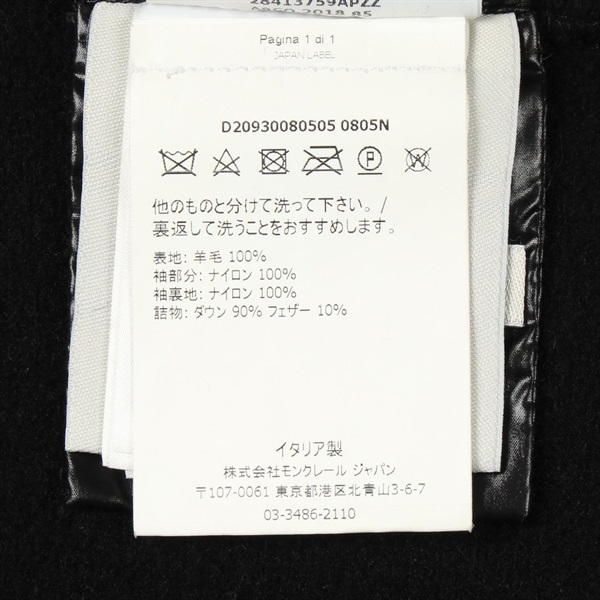 28413759APZZ
Pagina 1 di 1
JAPAN LABEL
D20930080505 0805N
P
W
他のものと分けて洗って下さい。/
裏返して洗うことをおすすめします。
表地: 羊毛 100%
袖部分: ナイロン 100%
袖裏地: ナイロン 100%
詰物: ダウン 90% フェザー 10%
イタリア製
株式会社モンクレール ジャパン
〒107-0061 東京都港区北青山3-6-7
03-3486-2110